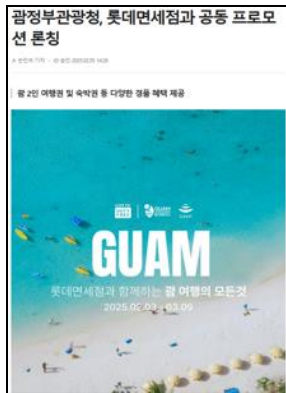 괌정부관광청, 롯데면세점과 공동 프로모
션 론칭
괌 2인 여행권 및 숙박권 등 다양한 경품 혜택 제공
GUAM
롯데면세점과 함께하는 괌 여행의 모든것
2025.02.03 - 03.09